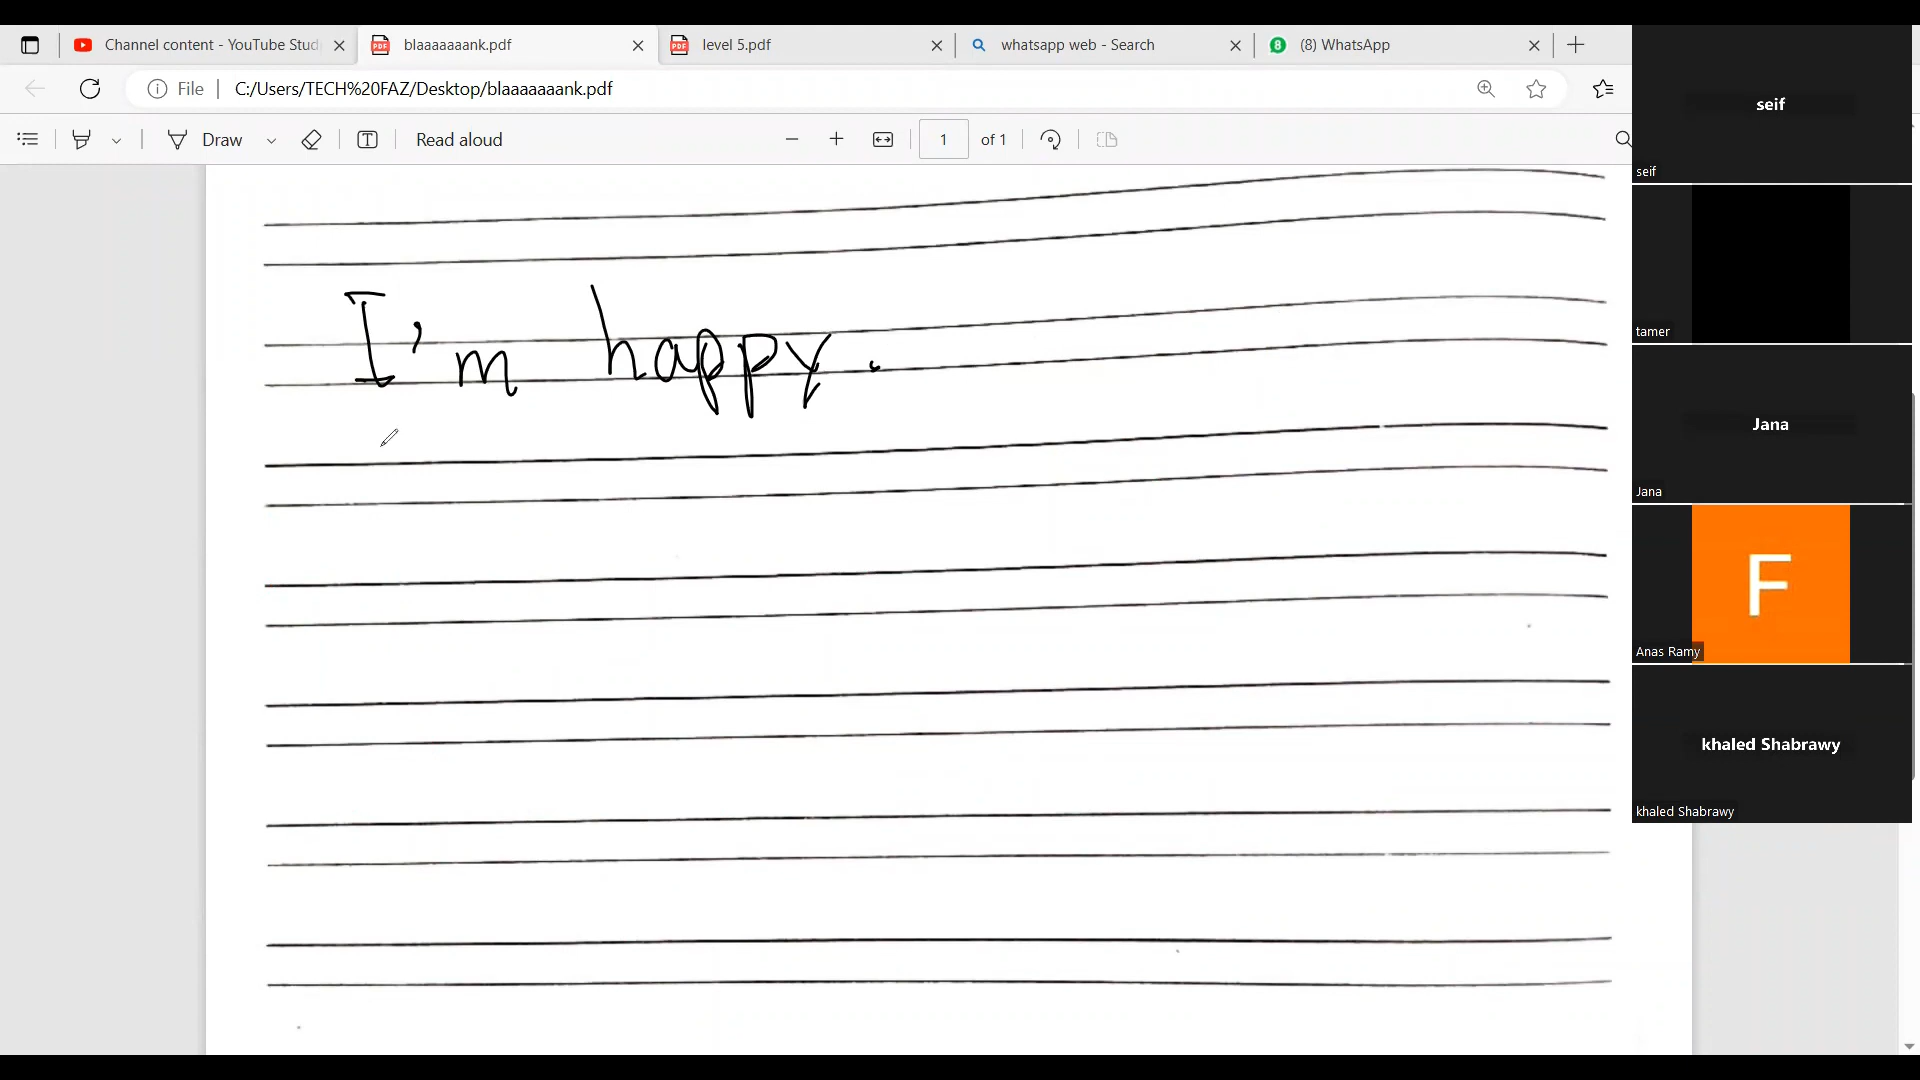 Channel content - YouTube Stud
blaaaaaaank.pdf
level 5.pdf
whatsapp web - Search
(8) WhatsApp
File
C:/Users/TECH%20FAZ/Desktop/blaaaaaaank.pdf
Draw
Read aloud
1 of 1
I'm happy.
seif
seif
tamer
Jana
Jana
F
Anas Ramy
khaled Shabrawy
khaled Shabrawy